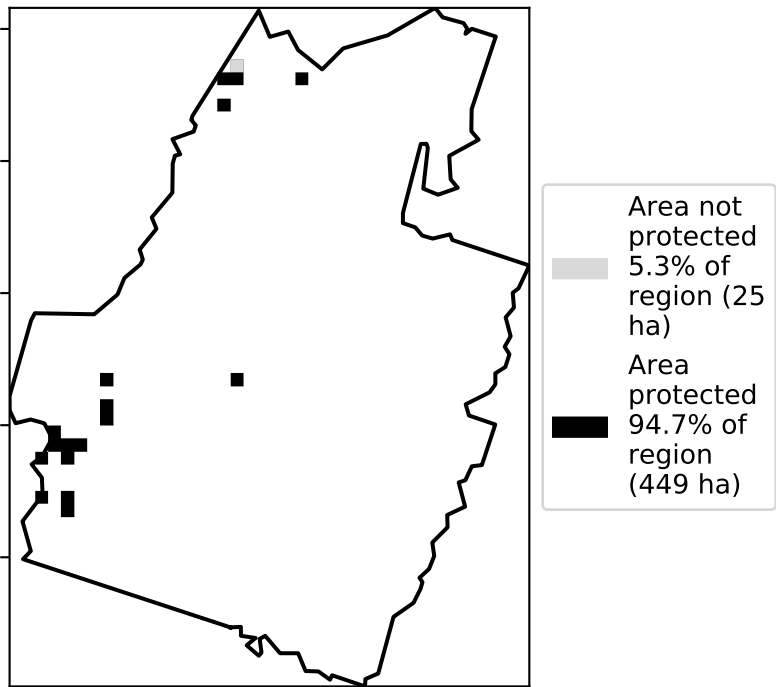 Area not
protected
5.3% of
region (25
ha)
Area
protected
94.7% of
region
(449 ha)